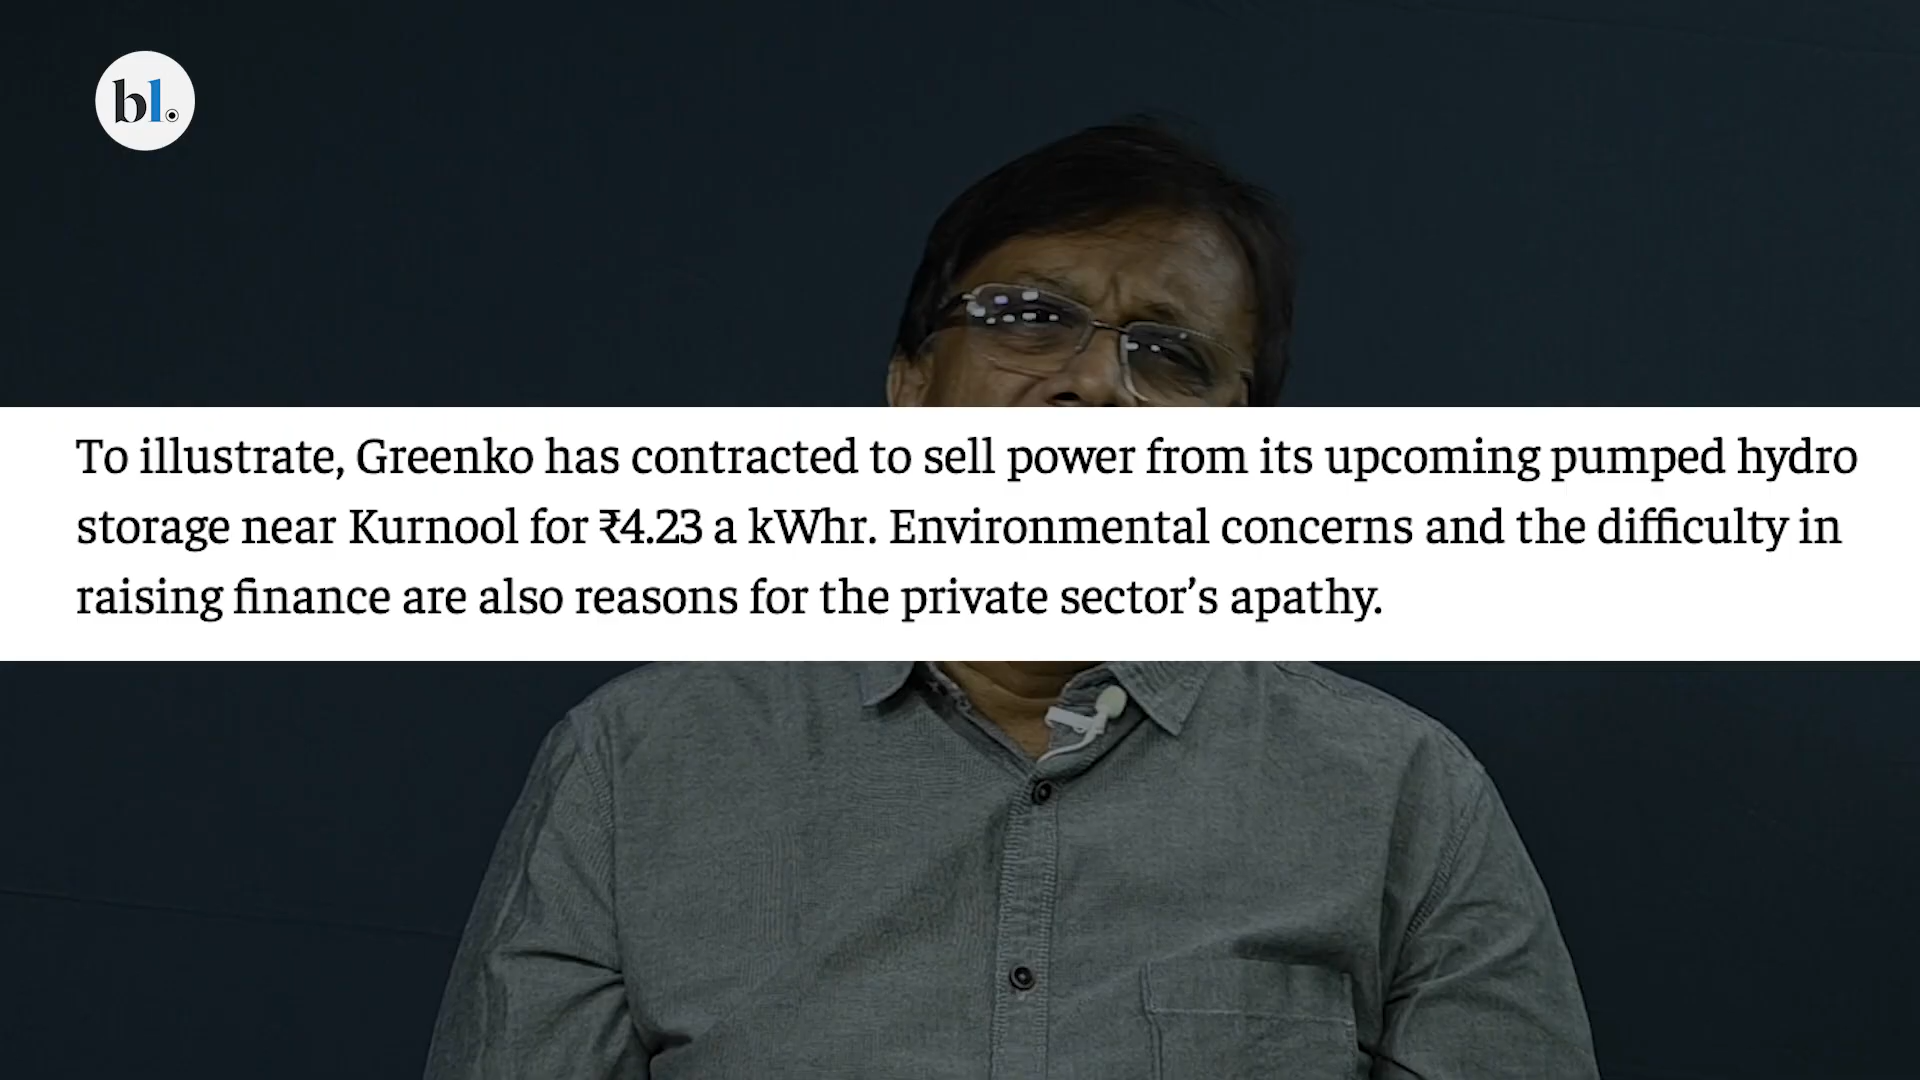 bl.
To illustrate, Greenko has contracted to sell power from its upcoming pumped hydro
storage near Kurnool for ₹4.23 a kWhr. Environmental concerns and the difficulty in
raising finance are also reasons for the private sector’s apathy.